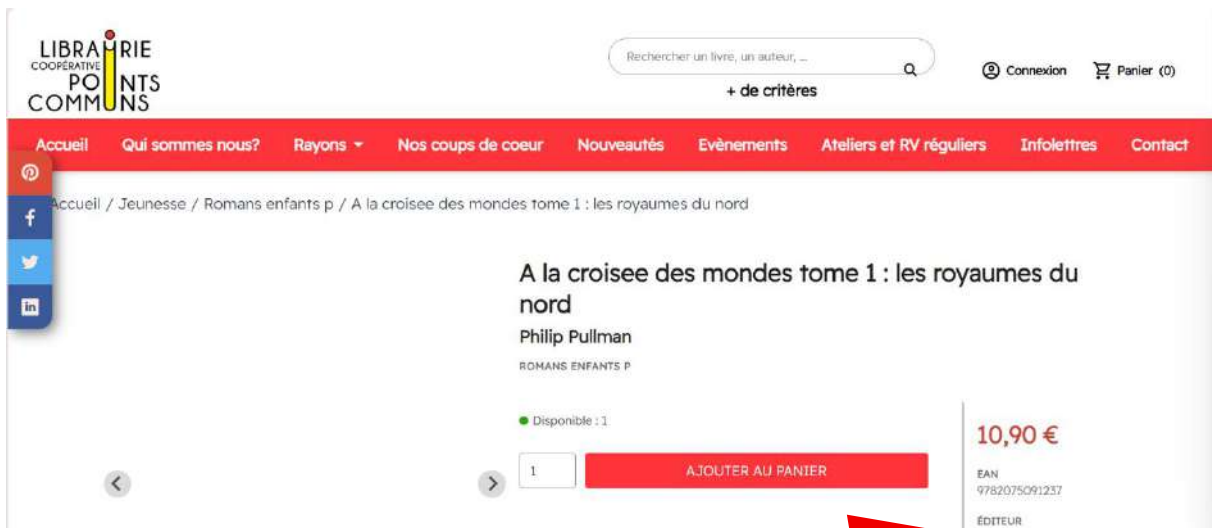 LIBRAIRIE
COOPÉRATIVE
POINTS
COMMUNS
Rechercher un livre, un auteur, ...
+ de critères
Connexion
Panier (0)
Accueil Qui sommes nous? Rayons Nos coups de coeur Nouveautés Evènements Ateliers et RV réguliers Infolettres Contact
Accueil / Jeunesse / Romans enfants p / A la croisee des mondes tome 1 : les royaumes du nord
A la croisee des mondes tome 1 : les royaumes du
nord
Philip Pullman
ROMANS ENFANTS P
Disponible : 1
10,90 €
1
AJOUTER AU PANIER
EAN
9782075091237
ÉDITEUR